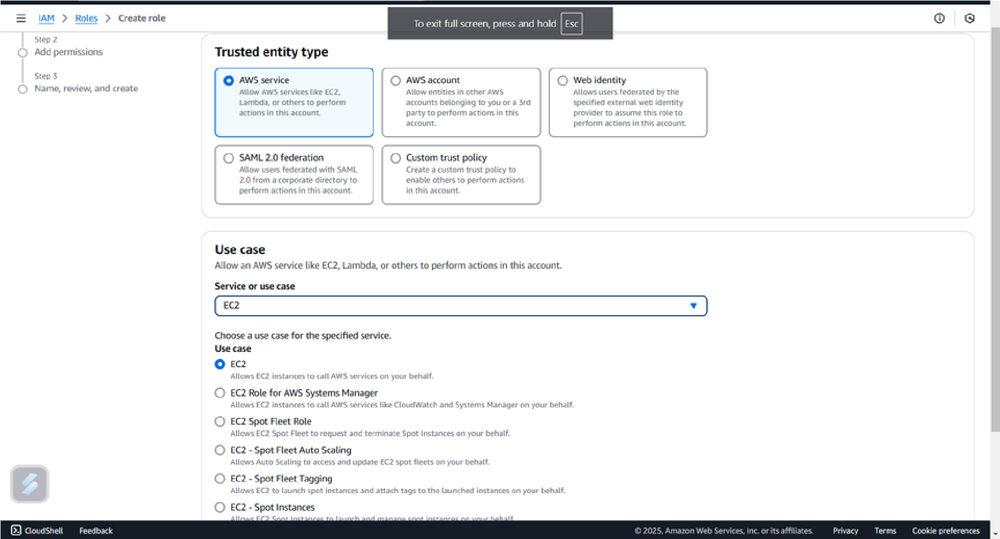 IAM > Roles > Create role
To exit full screen, press and hold Esc
Step 2
Add permissions
Step 3
Name, review, and create
Trusted entity type
AWS service
Allow AWS services like EC2,
Lambda, or others to perform
actions in this account.
AWS account
Allow entities in other AWS
accounts belonging to you or a 3rd
party to perform actions in this
account.
Web identity
Allows users federated by the
specified external web identity
provider to assume this role to
perform actions in this account.
SAML 2.0 federation
Allow users federated with SAML
2.0 from a corporate directory to
perform actions in this account.
Custom trust policy
Create a custom trust policy to
enable others to perform actions
in this account.
Use case
Allow an AWS service like EC2, Lambda, or others to perform actions in this account.
Service or use case
EC2
Choose a use case for the specified service.
Use case
EC2
Allows EC2 instances to call AWS services on your behalf.
EC2 Role for AWS Systems Manager
Allows EC2 instances to call AWS services like CloudWatch and Systems Manager on your behalf.
EC2 Spot Fleet Role
Allows EC2 Spot Fleet to request and terminate Spot Instances on your behalf.
EC2 - Spot Fleet Auto Scaling
Allows Auto Scaling to access and update EC2 spot fleets on your behalf.
EC2 - Spot Fleet Tagging
Allows EC2 to launch spot instances and attach tags to the launched instances on your behalf.
EC2 - Spot Instances
Allows EC2 Spot Instances to launch and manage spot instances on your behalf.
CloudShell Feedback
© 2025, Amazon Web Services, Inc. or its affiliates. Privacy Terms Cookie preferences